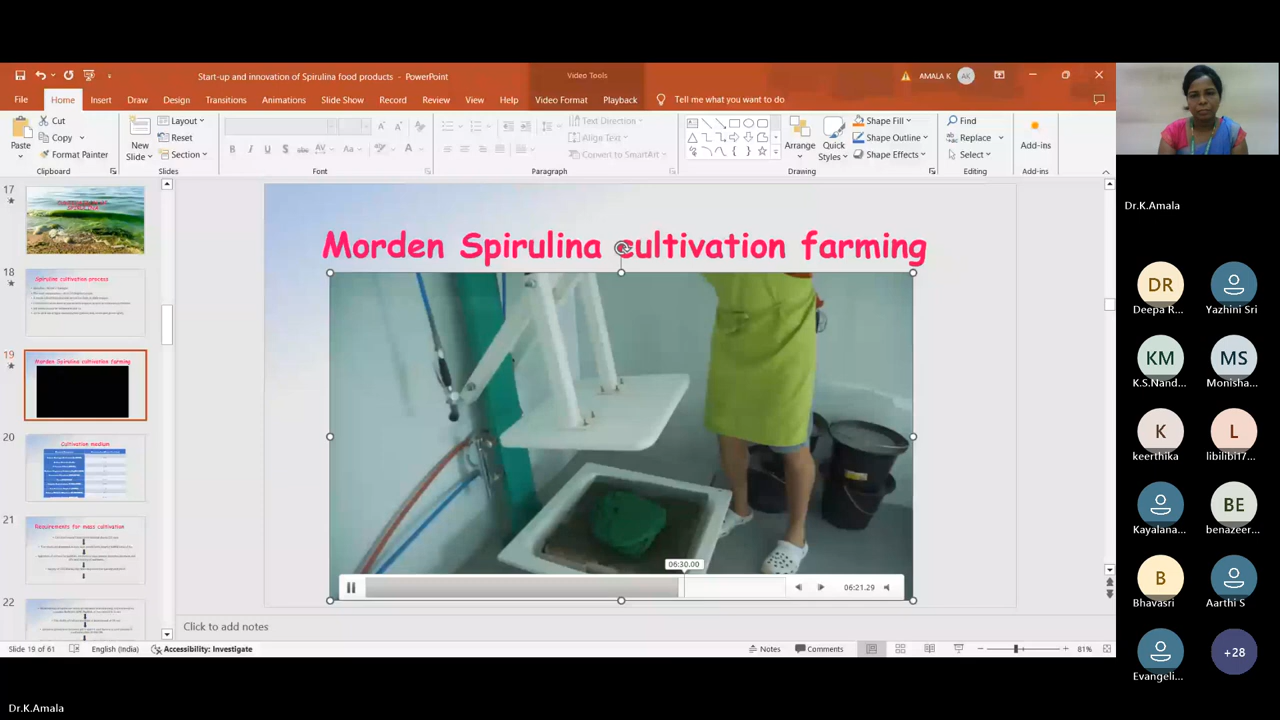 Start-up and innovation of Spirulina food products - PowerPoint
Video Tools
AMALA K
AK
File Home Insert Draw Design Transitions Animations Slide Show Record Review View Help Video Format Playback Tell me what you want to do
Paste
Cut
Copy
Format Painter
Clipboard
New
Slide
Layout
Reset
Section
Slides
Font
Text Direction
Align Text
Convert to SmartArt
Paragraph
Arrange
Quick
Styles
Shape Fill
Shape Outline
Shape Effects
Drawing
Find
Replace
Select
Editing
Add-ins
Add-ins
17
18
Spirulina cultivation process
19
Morden Spirulina cultivation farming
20
Cultivation medium
21
Requirements for mass cultivation
22
Morden Spirulina cultivation farming
06:30.00
06:21.29
Click to add notes
Slide 19 of 61
English (India)
Accessibility: Investigate
Notes
Comments
81%
Dr.K.Amala
DR
Deepa R...
Yazhini Sri
KM
K.S.Nand...
MS
Monisha...
K
keerthika
L
libilibi17...
Kayalana...
BE
benazeer...
B
Bhavasri
Aarthi S
Evangeli...
+28
Dr.K.Amala